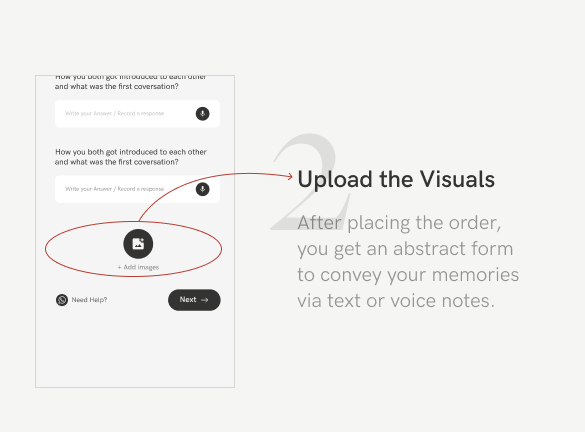 How you both got introduced to each other
and what was the first coversation?
Write your Answer / Record a response
How you both got introduced to each other
and what was the first coversation?
Write your Answer / Record a response
+ Add images
Need Help?
Next →
2
Upload the Visuals
After placing the order,
you get an abstract form
to convey your memories
via text or voice notes.